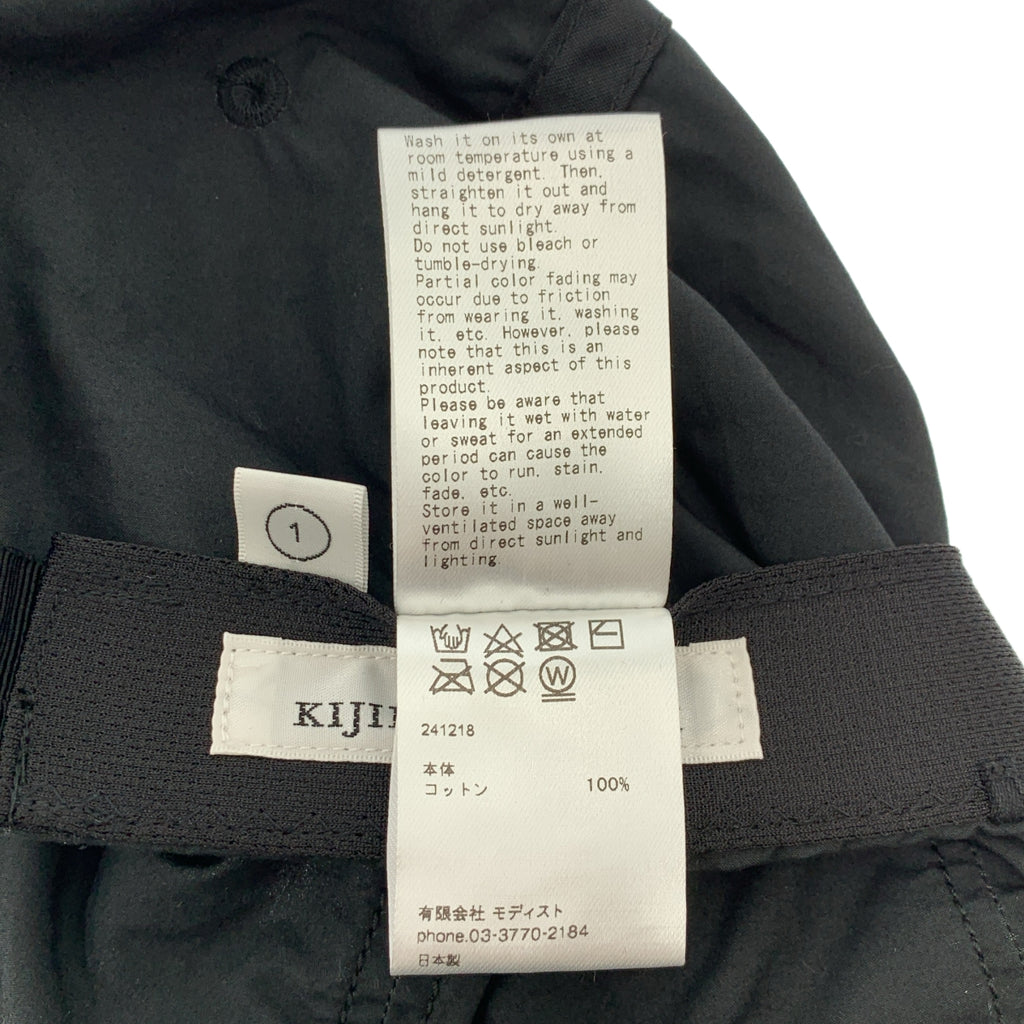 Wash it on its own at
room temperature using a
mild detergent. Then,
straighten it out and
hang it to dry away from
direct sunlight.
Do not use bleach or
tumble-drying.
Partial color fading may
occur due to friction
from wearing it, washing
it, etc. However, please
note that this is an
inherent aspect of this
product.
Please be aware that
leaving it wet with water
or sweat for an extended
period can cause the
color to run, stain,
fade, etc.
Store it in a well-
ventilated space away
from direct sunlight and
lighting.
1
W
KIJI
241218
本体
コットン 100%
有限会社 モディスト
phone.03-3770-2184
日本製